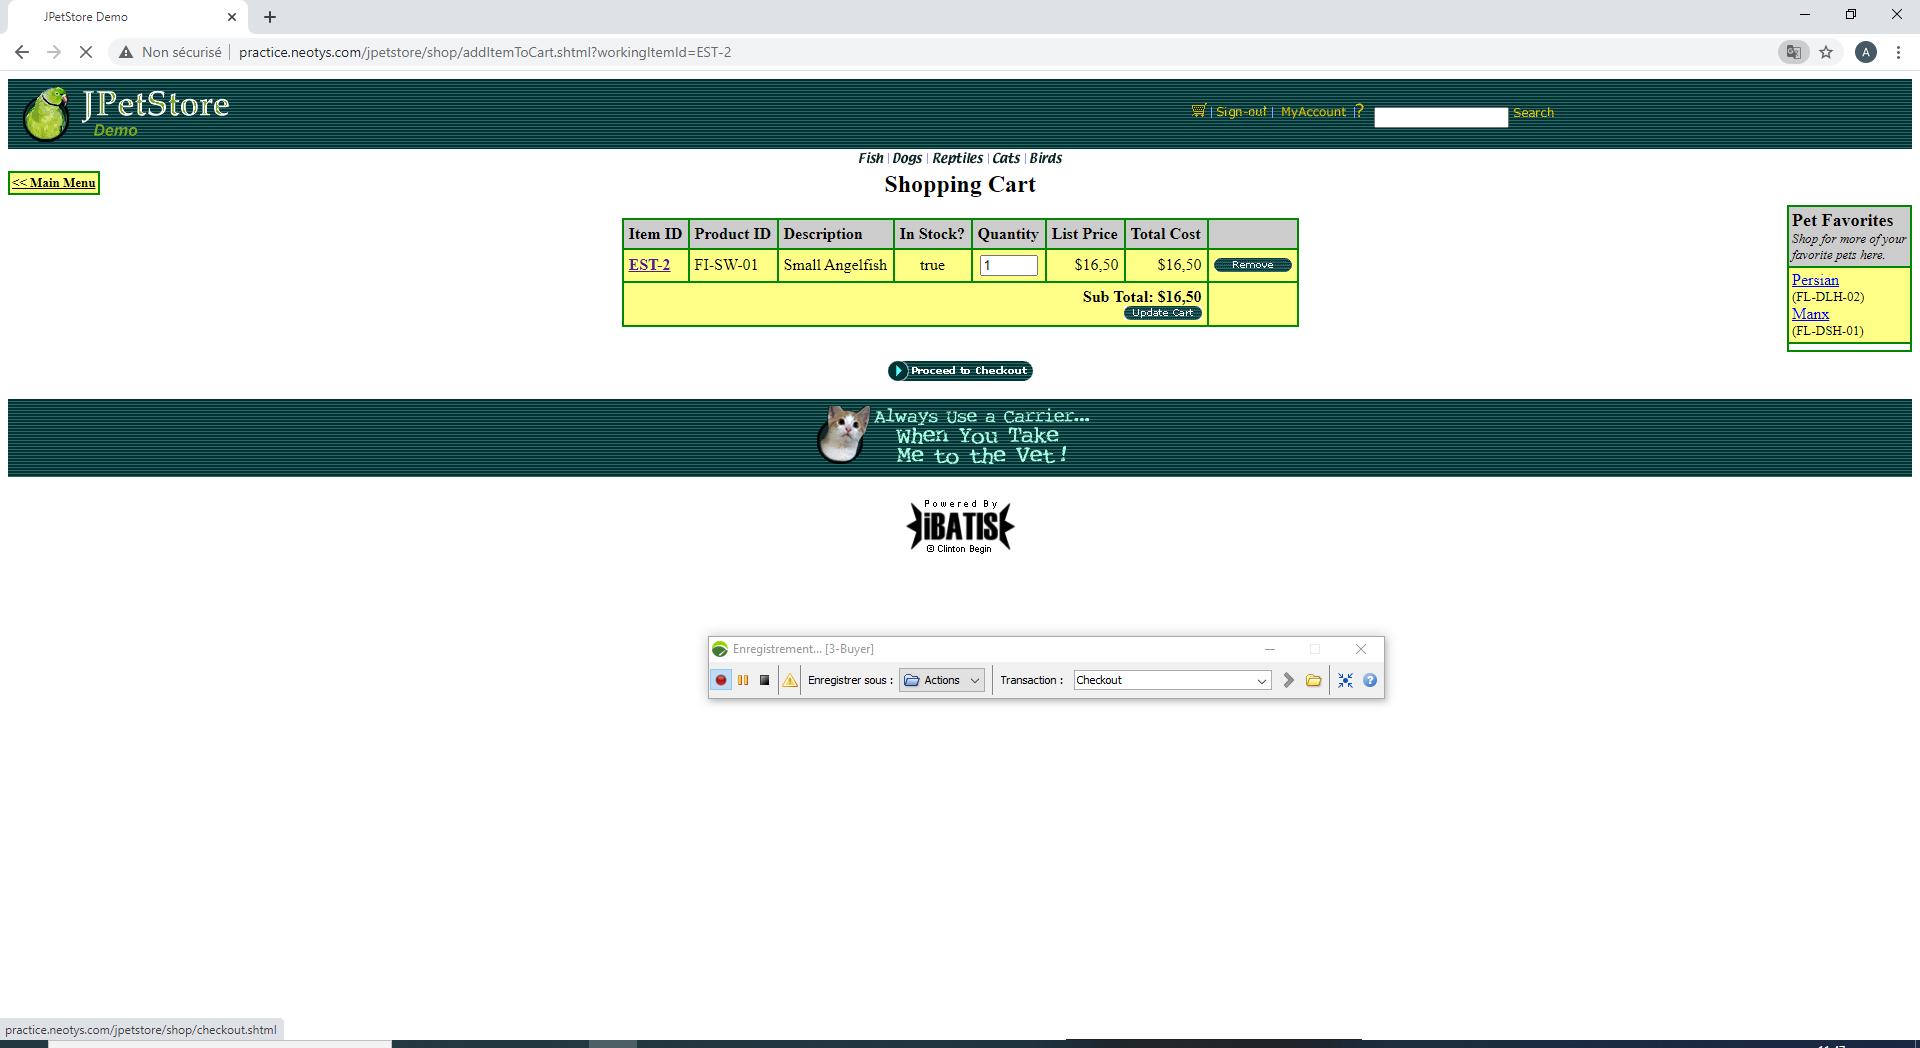 JPetStore Demo
Non sécurisé
practice.neotys.com/jpetstore/shop/addItemToCart.shtml?workingItemId=EST-2
A
JPetStore
Demo
| Sign-out | MyAccount | ? Search
Fish | Dogs | Reptiles | Cats | Birds
<< Main Menu
Shopping Cart
Item ID Product ID Description In Stock? Quantity List Price Total Cost
EST-2 FI-SW-01 Small Angelfish true 1 $16,50 $16,50 Remove
Sub Total: $16,50
Update Cart
Pet Favorites
Shop for more of your
favorite pets here.
Persian
(FL-DLH-02)
Manx
(FL-DSH-01)
Proceed to Checkout
Always Use a Carrier...
When You Take
Me to the Vet!
Powered By
iBATIS
© Clinton Begin
Enregistrement... [3-Buyer]
Enregistrer sous : Actions Transaction : Checkout
practice.neotys.com/jpetstore/shop/checkout.shtml